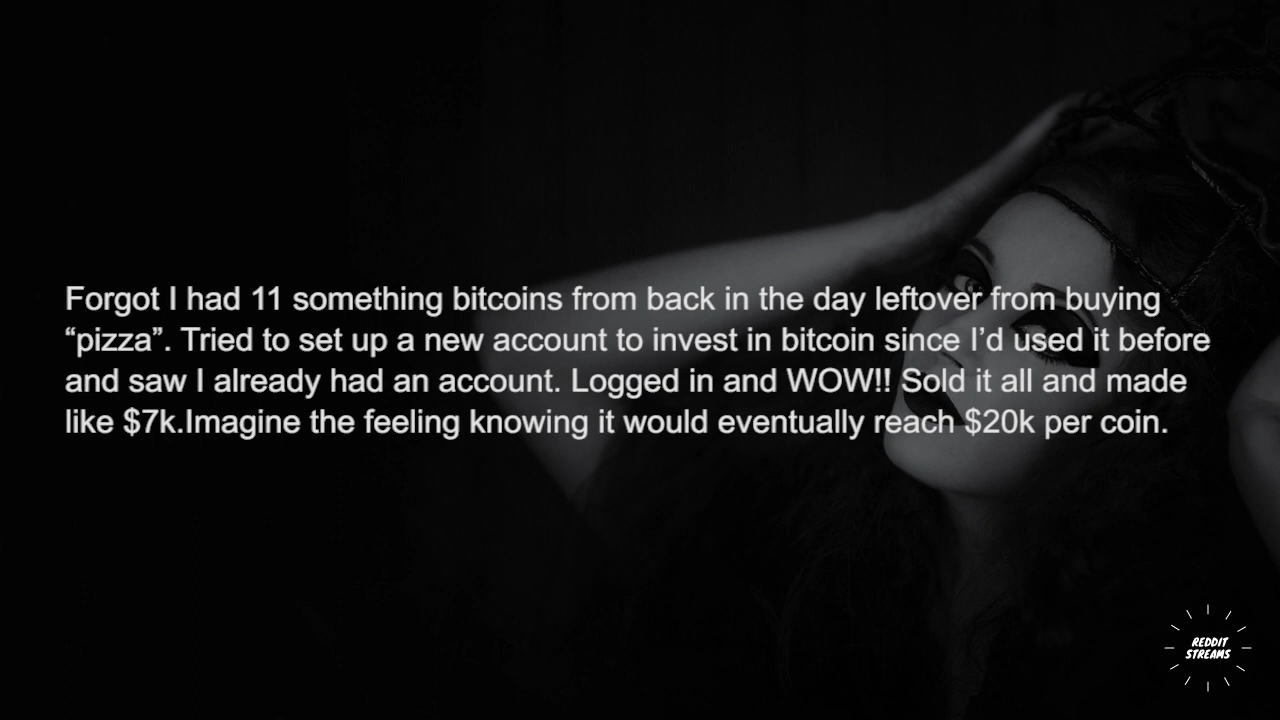 Forgot I had 11 something bitcoins from back in the day leftover from buying
“pizza”. Tried to set up a new account to invest in bitcoin since I’d used it before
and saw I already had an account. Logged in and WOW!! Sold it all and made
like $7k.Imagine the feeling knowing it would eventually reach $20k per coin.
REDDIT
STREAMS